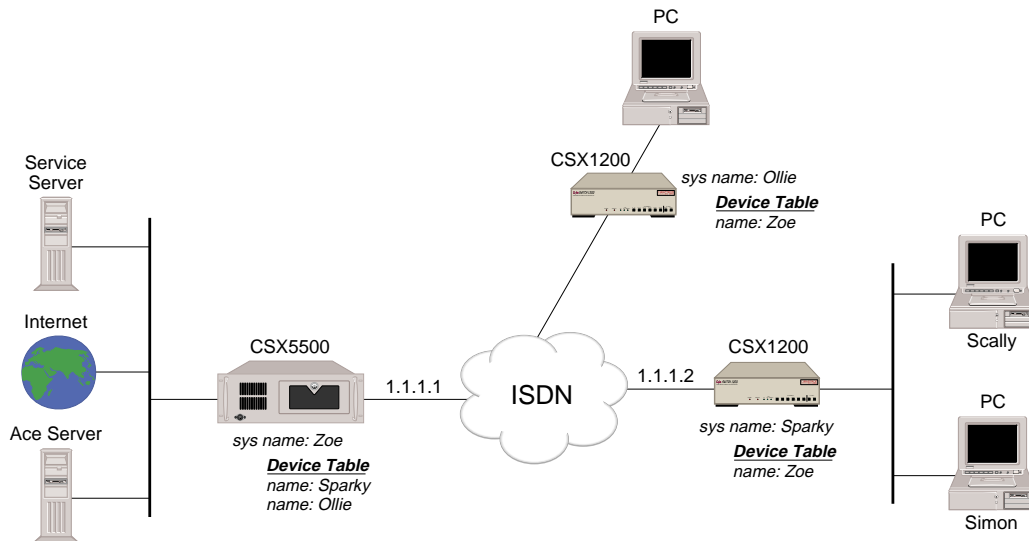 PC
CSX1200
sys name: Ollie
Device Table
name: Zoe
Service
Server
Internet
Ace Server
CSX5500
sys name: Zoe
Device Table
name: Sparky
name: Ollie
1.1.1.1
ISDN
1.1.1.2
CSX1200
sys name: Sparky
Device Table
name: Zoe
PC
Scally
PC
Simon